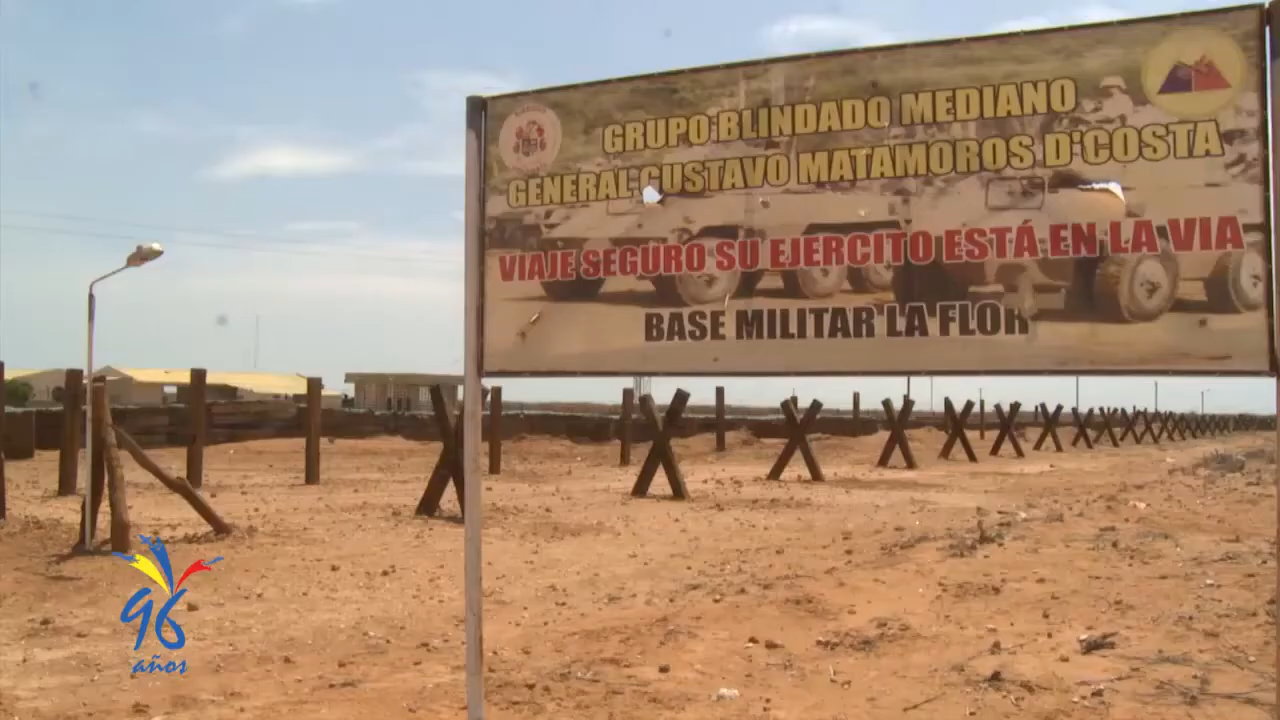 GRUPO BLINDADO MEDIANO
GENERAL GUSTAVO MATAMOROS D'COSTA
VIAJE SEGURO SU EJERCITO ESTÁ EN LA VIA
BASE MILITAR LA FLOR
96
años